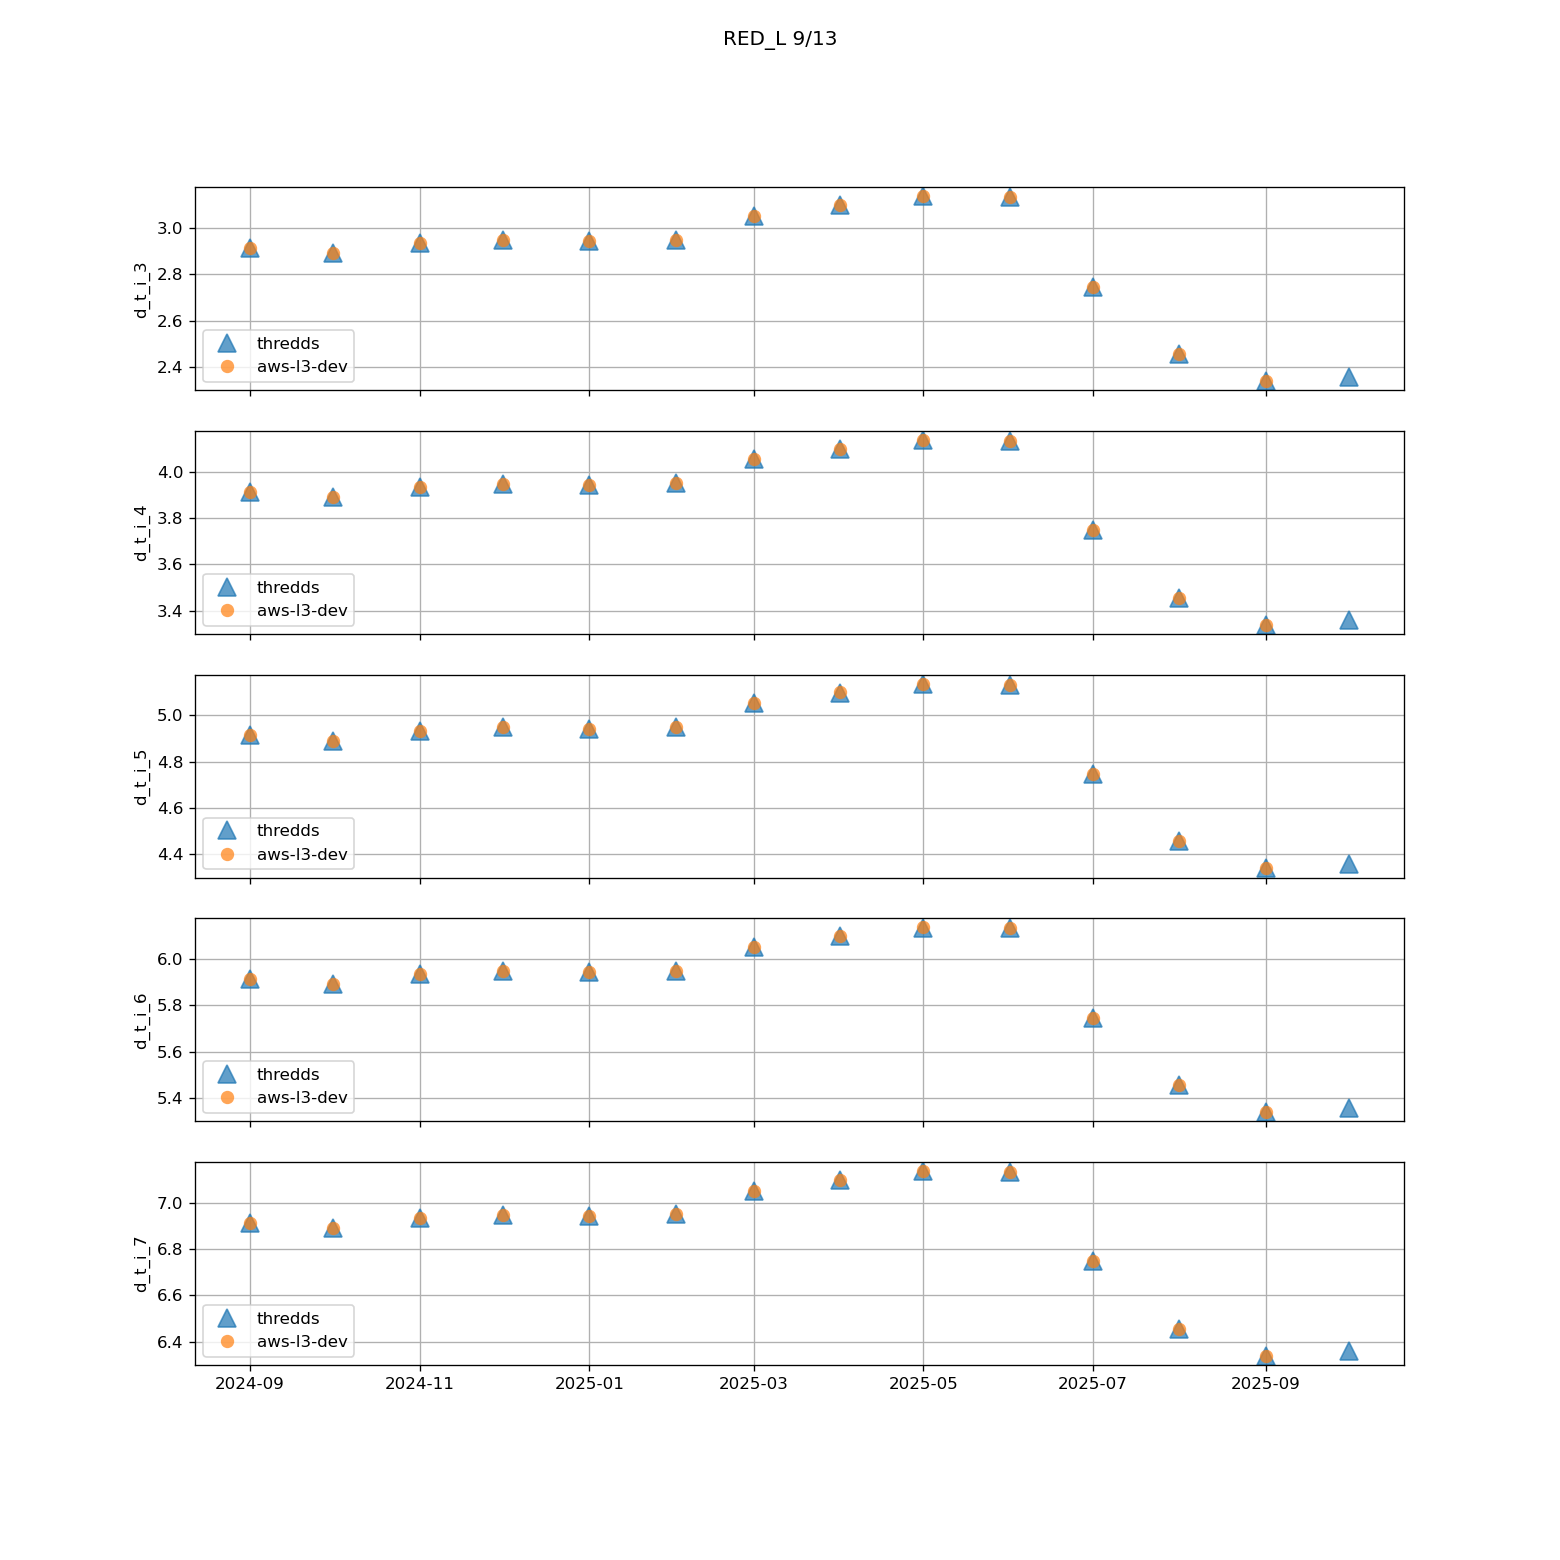 RED_L 9/13
d_t_i_3
3.0
2.8
2.6
2.4
thredds
aws-l3-dev
d_t_i_4
4.0
3.8
3.6
3.4
thredds
aws-l3-dev
d_t_i_5
5.0
4.8
4.6
4.4
thredds
aws-l3-dev
d_t_i_6
6.0
5.8
5.6
5.4
thredds
aws-l3-dev
d_t_i_7
7.0
6.8
6.6
6.4
thredds
aws-l3-dev
2024-09 2024-11 2025-01 2025-03 2025-05 2025-07 2025-09